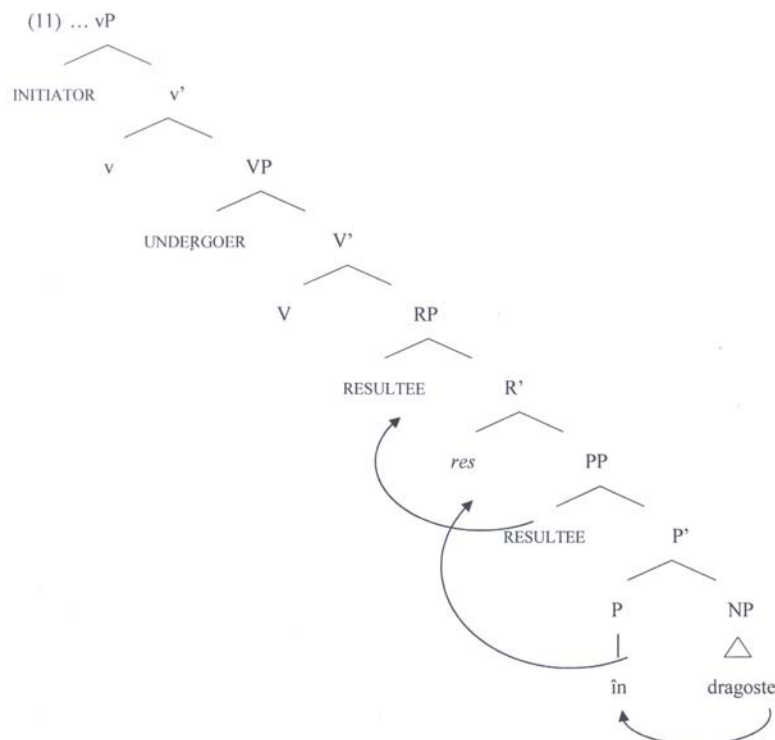 (11) … vP
INITIATOR v’
v VP
UNDERGOER V’
V RP
RESULTEE R’
res PP
RESULTEE P’
P NP
în dragoste